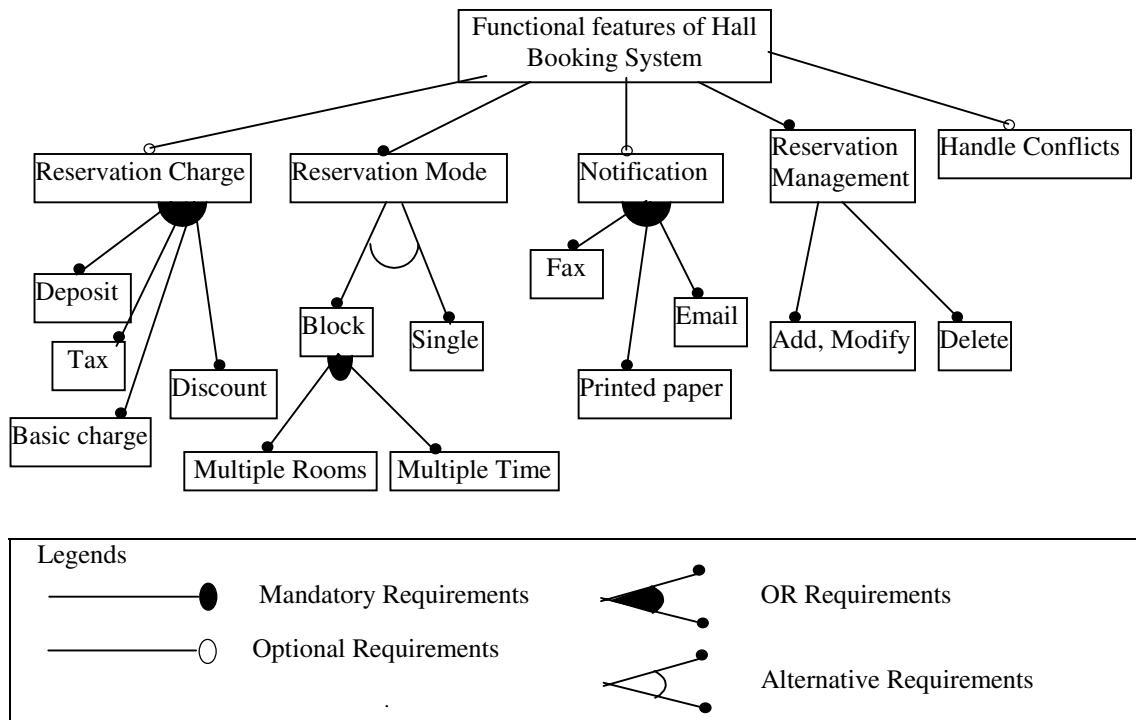 Functional features of Hall
Booking System
Reservation Charge
Reservation Mode
Notification
Reservation
Management
Handle Conflicts
Deposit
Tax
Basic charge
Discount
Block
Single
Multiple Rooms
Multiple Time
Fax
Email
Printed paper
Add, Modify
Delete
Legends
Mandatory Requirements
OR Requirements
Optional Requirements
Alternative Requirements